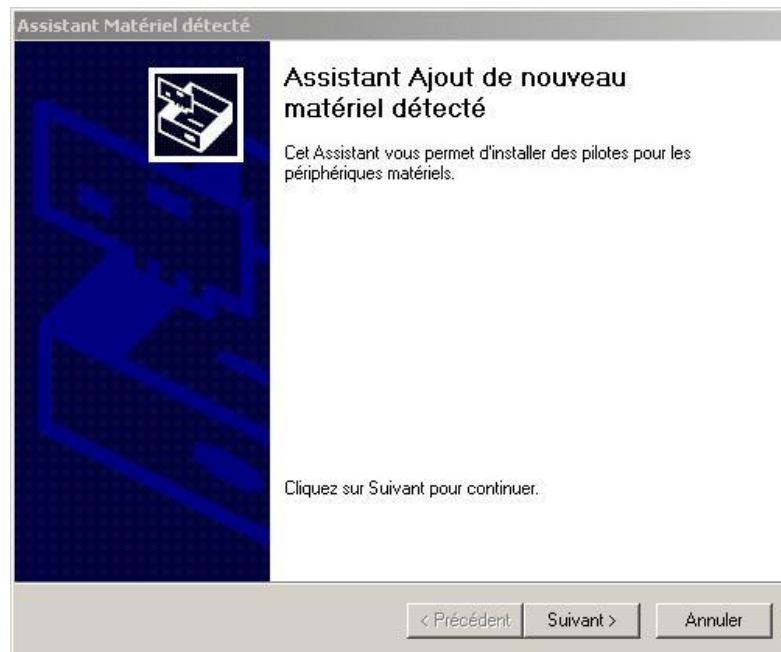 Assistant Matériel détecté
Assistant Ajout de nouveau
matériel détecté
Cet Assistant vous permet d'installer des pilotes pour les
périphériques matériels.
Cliquez sur Suivant pour continuer.
< Précédent Suivant > Annuler